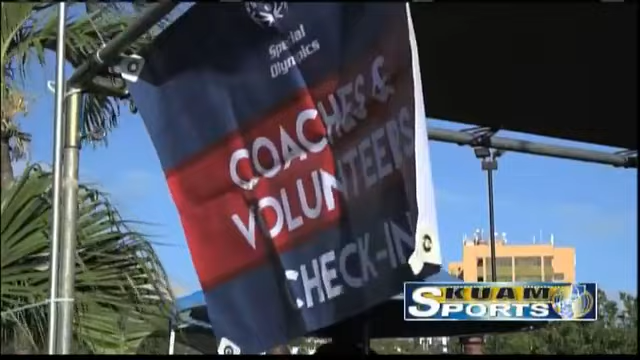 Special
Olympics
COACHES &
VOLUNTEERS
CHECK-IN
KUAM
SPORTS